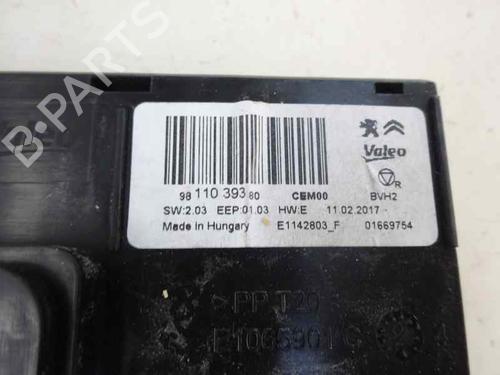 Valeo
R
98 110 393 80 CEM00 BVH2
SW:2.03 EEP:01.03 HW:E 11.02.2017 -
Made in Hungary E1142803_F 01669754
>PP T20
B-PARTS